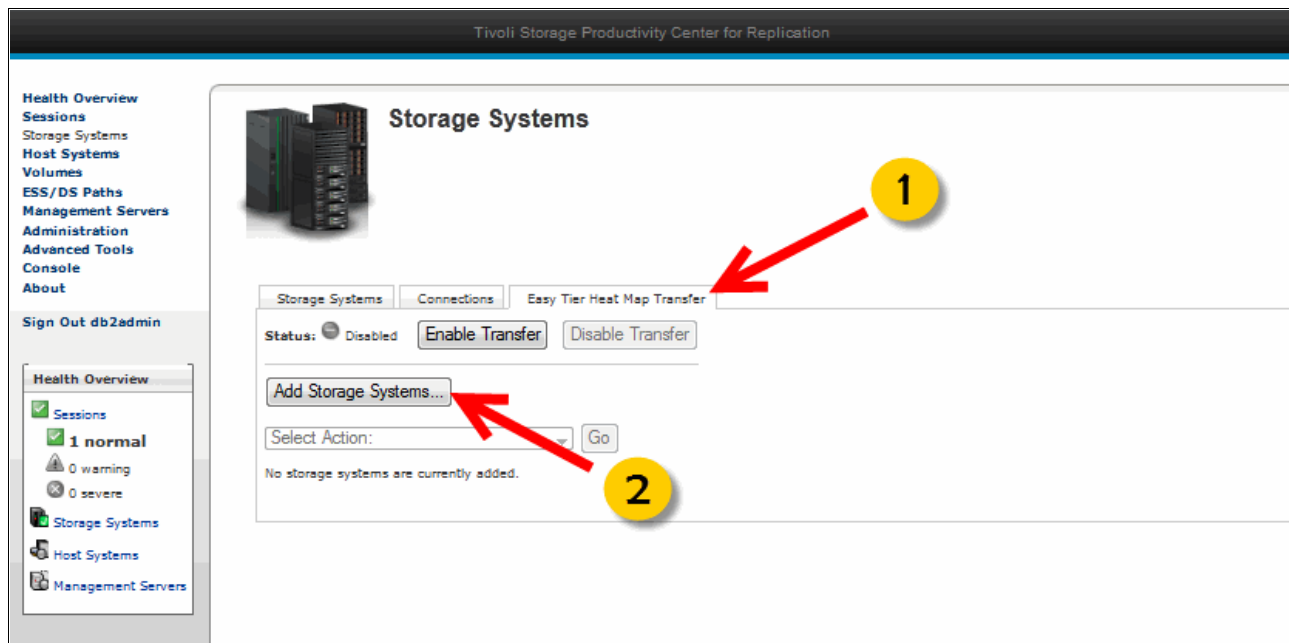 Tivoli Storage Productivity Center for Replication
Health Overview
Sessions
Storage Systems
Host Systems
Volumes
ESS/DS Paths
Management Servers
Administration
Advanced Tools
Console
About
Sign Out db2admin
Health Overview
Sessions
1 normal
0 warning
0 severe
Storage Systems
Host Systems
Management Servers
Storage Systems
1
Storage Systems Connections Easy Tier Heat Map Transfer
Status: Disabled Enable Transfer Disable Transfer
Add Storage Systems...
Select Action: Go
No storage systems are currently added.
2